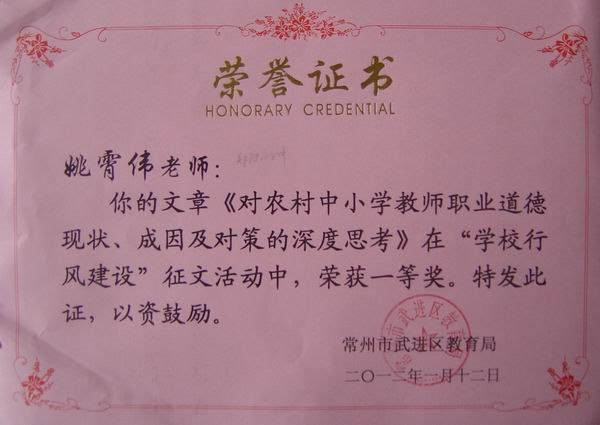 荣誉证书
HONORARY CREDENTIAL
姚霄伟老师：
你的文章《对农村中小学教师职业道德
现状、成因及对策的深度思考》在“学校行
风建设”征文活动中，荣获一等奖。特发此
证，以资鼓励。
常州市武进区教育局
二〇一二年一月十二日